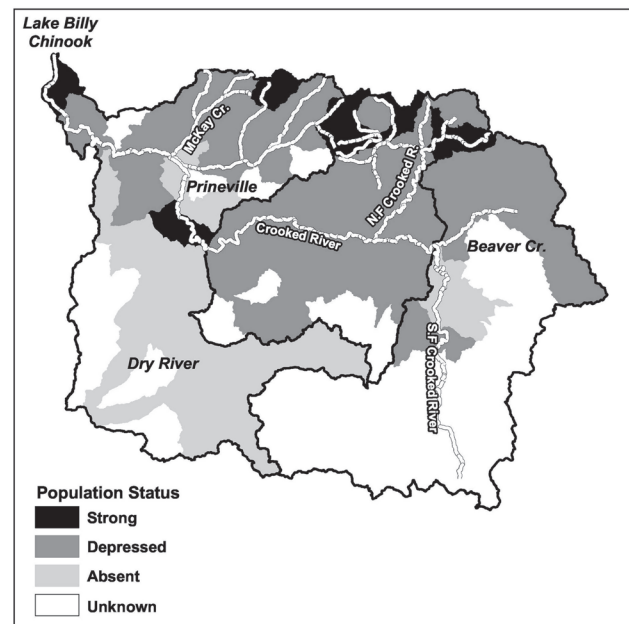 Lake Billy
Chinook
McKay Cr.
Prineville
N.F Crooked R.
Crooked River
Beaver Cr.
Dry River
S.F Crooked River
Population Status
Strong
Depressed
Absent
Unknown